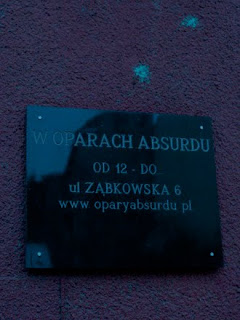 W OPARACH ABSURDU
OD 12 - DO
ul ZĄBKOWSKA 6
www.oparyabsurdu.pl